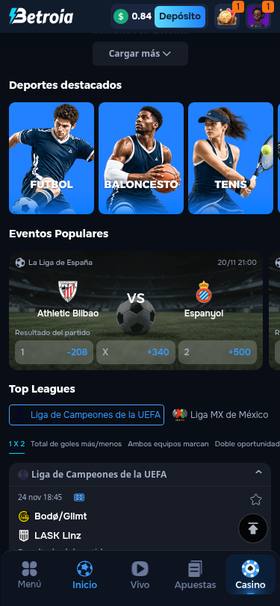 Betroia
$ 0.84 Depósito
1
1
Cargar más
Deportes destacados
FÚTBOL
BALONCESTO
TENIS
Eventos Populares
La Liga de España
20/11 21:00
VS
Athletic Bilbao
Espanyol
Resultado del partido
1 -208
X +340
2 +500
Top Leagues
Liga de Campeones de la UEFA
Liga MX de México
1 X 2
Total de goles más/menos
Ambos equipos marcan
Doble oportunidad
Liga de Campeones de la UEFA
24 nov 18:45
Bodø/Glimt
LASK Linz
Menú
Inicio
Vivo
Apuestas
Casino